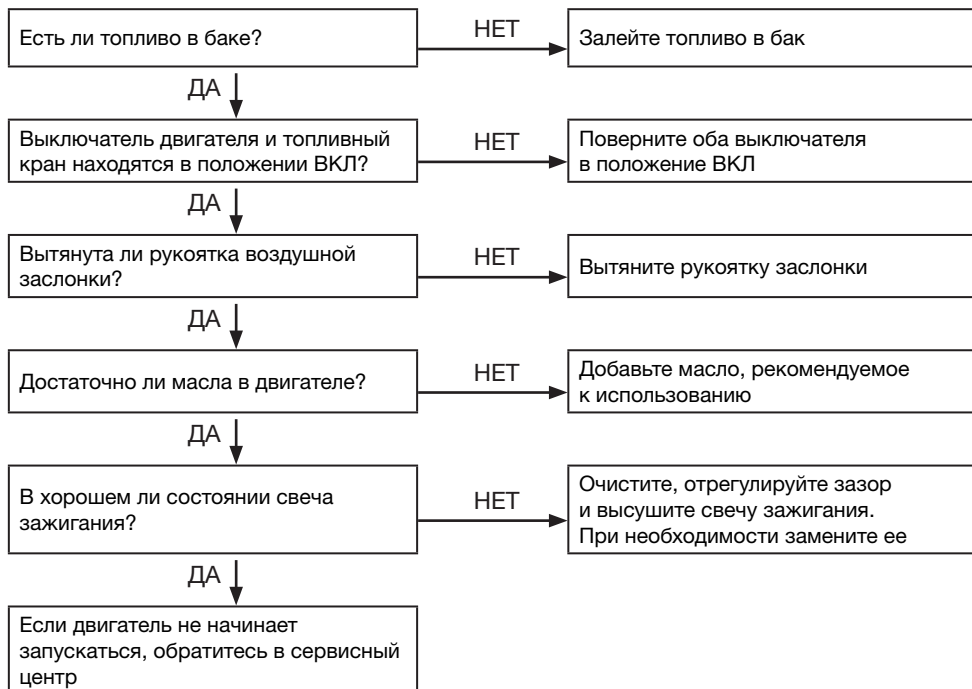 Есть ли топливо в баке?
НЕТ
Залейте топливо в бак
ДА
Выключатель двигателя и топливный
кран находятся в положении ВКЛ?
НЕТ
Поверните оба выключателя
в положение ВКЛ
ДА
Вытянута ли рукоятка воздушной
заслонки?
НЕТ
Вытяните рукоятку заслонки
ДА
Достаточно ли масла в двигателе?
НЕТ
Добавьте масло, рекомендуемое
к использованию
ДА
В хорошем ли состоянии свеча
зажигания?
НЕТ
Очистите, отрегулируйте зазор
и высушите свечу зажигания.
При необходимости замените ее
ДА
Если двигатель не начинает
запускаться, обратитесь в сервисный
центр